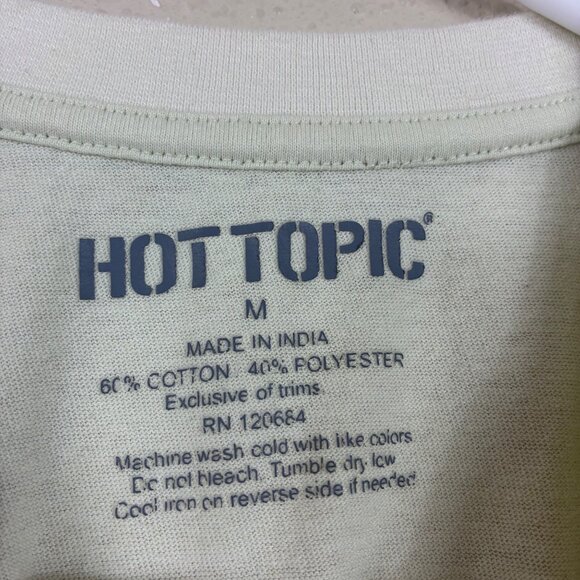 HOT TOPIC®
M
MADE IN INDIA
60% COTTON 40% POLYESTER
Exclusive of trims
RN 120684
Machine wash cold with like colors
Do not bleach. Tumble dry low
Cool iron on reverse side if needed